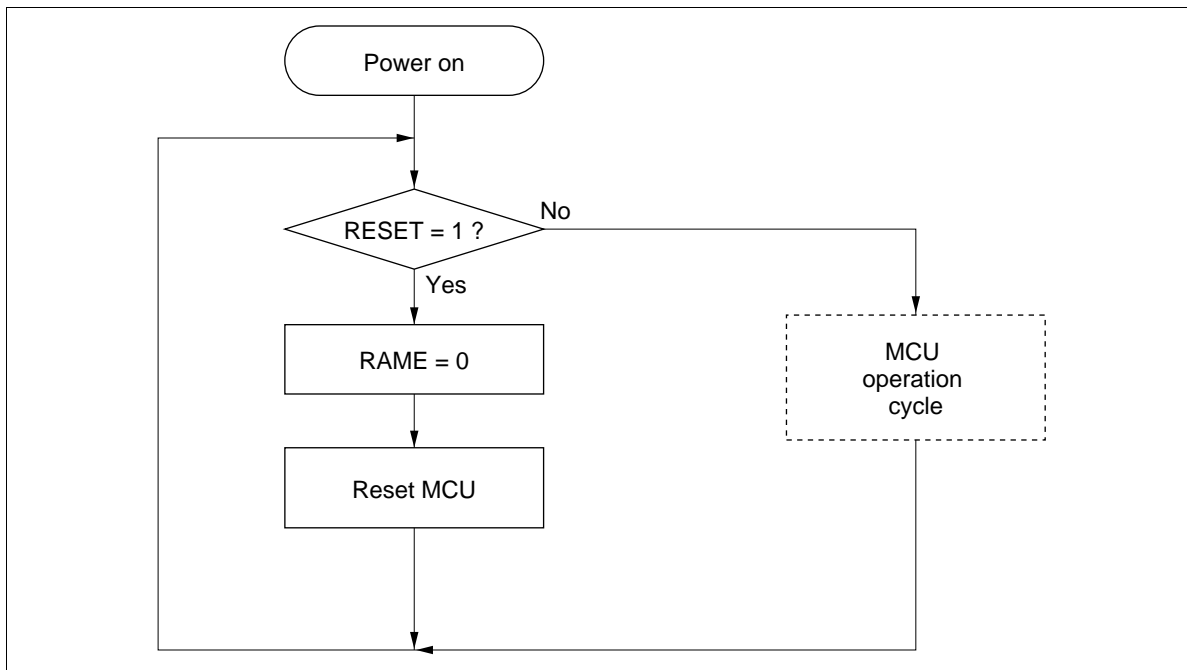 Power on
RESET = 1 ?
No
Yes
RAME = 0
MCU
operation
cycle
Reset MCU